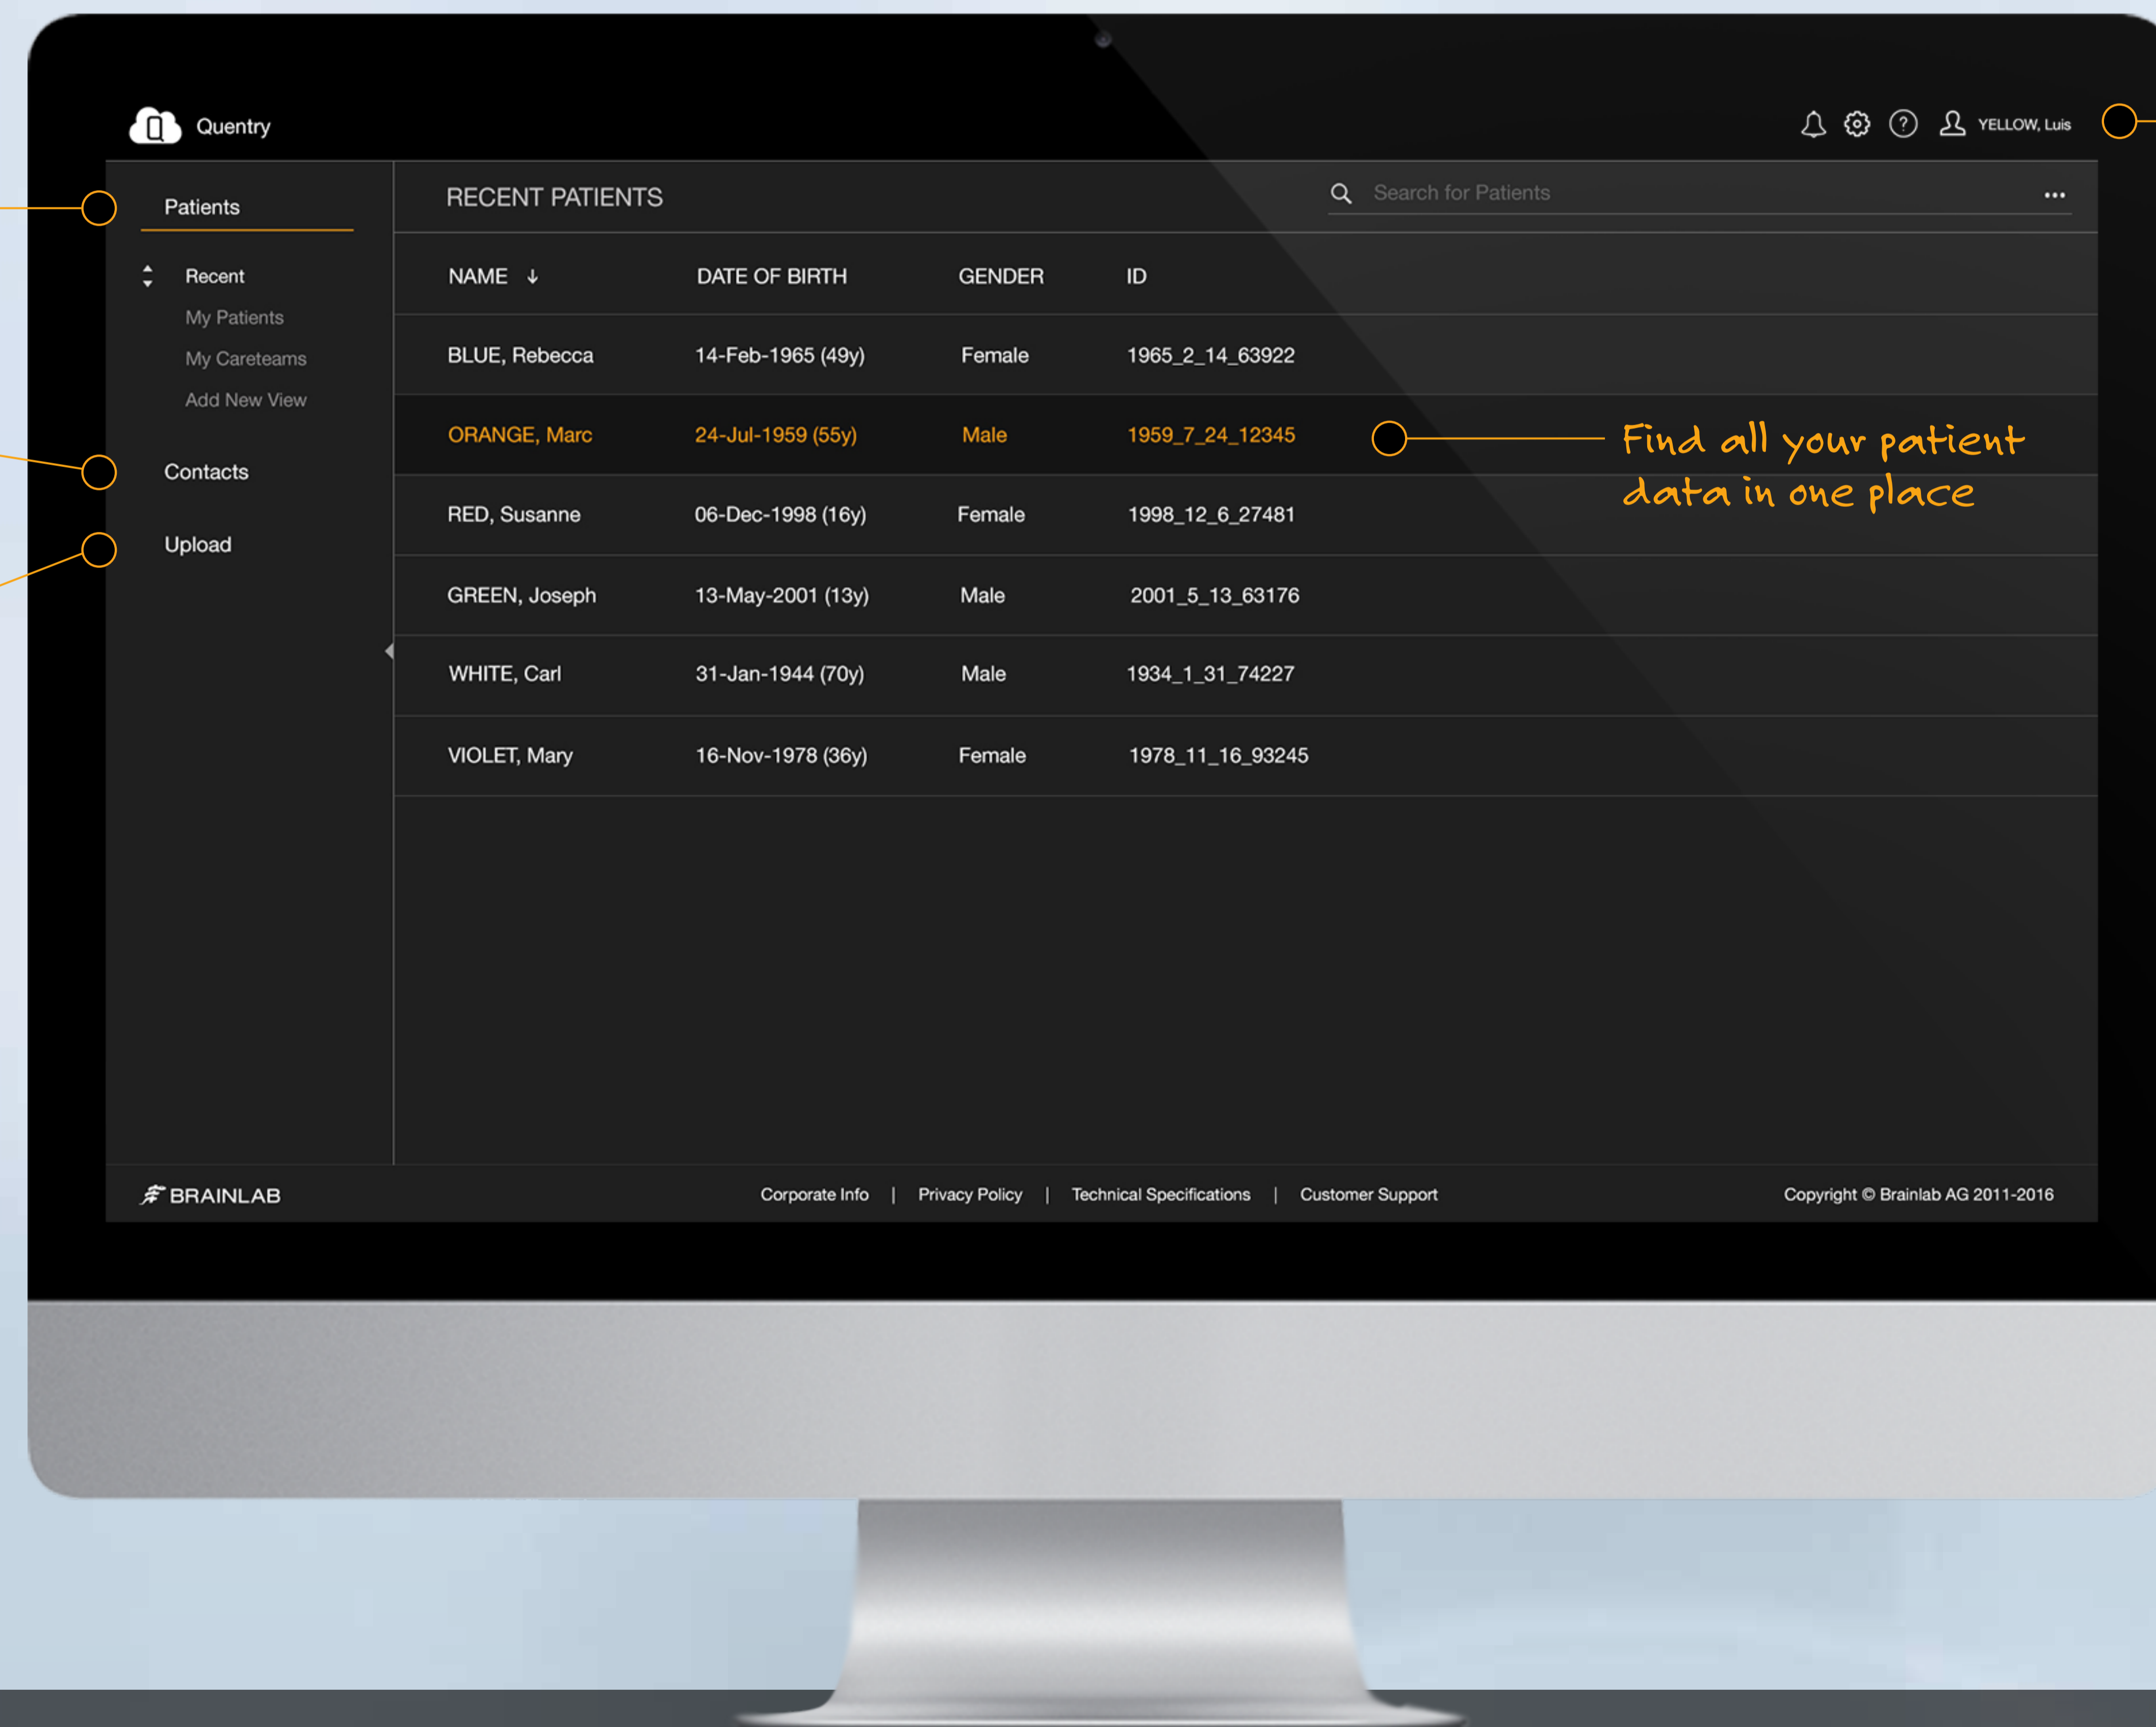 Quentry
YELLOW, Luis
Patients
Recent
My Patients
My Careteams
Add New View
Contacts
Upload
RECENT PATIENTS
Search for Patients
NAME ↓ DATE OF BIRTH GENDER ID
BLUE, Rebecca 14-Feb-1965 (49y) Female 1965_2_14_63922
ORANGE, Marc 24-Jul-1959 (55y) Male 1959_7_24_12345
RED, Susanne 06-Dec-1998 (16y) Female 1998_12_6_27481
GREEN, Joseph 13-May-2001 (13y) Male 2001_5_13_63176
WHITE, Carl 31-Jan-1944 (70y) Male 1934_1_31_74227
VIOLET, Mary 16-Nov-1978 (36y) Female 1978_11_16_93245
Find all your patient
data in one place
BRAINLAB
Corporate Info | Privacy Policy | Technical Specifications | Customer Support
Copyright © Brainlab AG 2011-2016